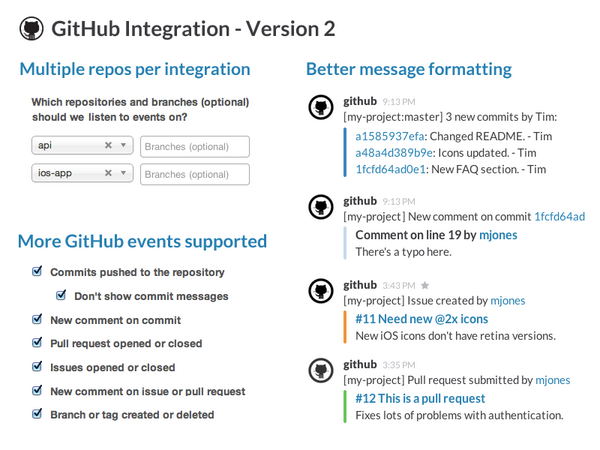 GitHub Integration - Version 2
Multiple repos per integration
Which repositories and branches (optional)
should we listen to events on?
api
Branches (optional)
ios-app
Branches (optional)
More GitHub events supported
Commits pushed to the repository
Don't show commit messages
New comment on commit
Pull request opened or closed
Issues opened or closed
New comment on issue or pull request
Branch or tag created or deleted
Better message formatting
github 9:13 PM
[my-project:master] 3 new commits by Tim:
a1585937efa: Changed README. - Tim
a48a4d389b9e: Icons updated. - Tim
1fcfd64ad0e1: New FAQ section. - Tim
github 9:13 PM
[my-project] New comment on commit 1fcfd64ad
Comment on line 19 by mjones
There's a typo here.
github 3:43 PM
[my-project] Issue created by mjones
#11 Need new @2x icons
New iOS icons don't have retina versions.
github 3:35 PM
[my-project] Pull request submitted by mjones
#12 This is a pull request
Fixes lots of problems with authentication.